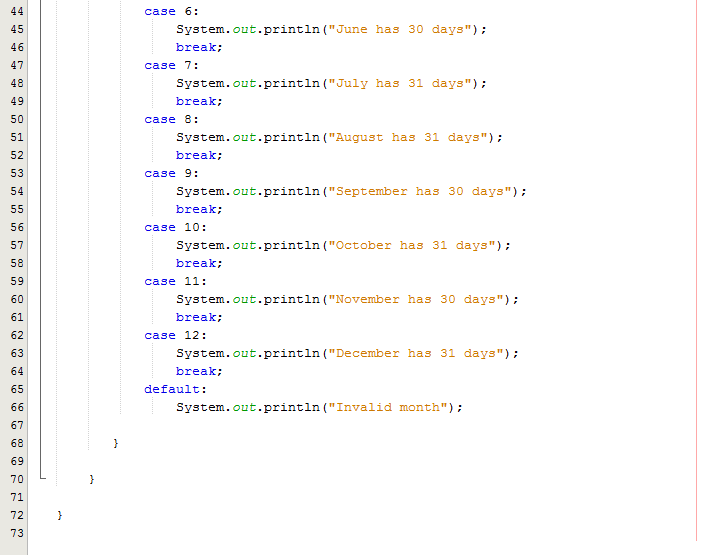 44 case 6:
45 System.out.println("June has 30 days");
46 break;
47 case 7:
48 System.out.println("July has 31 days");
49 break;
50 case 8:
51 System.out.println("August has 31 days");
52 break;
53 case 9:
54 System.out.println("September has 30 days");
55 break;
56 case 10:
57 System.out.println("October has 31 days");
58 break;
59 case 11:
60 System.out.println("November has 30 days");
61 break;
62 case 12:
63 System.out.println("December has 31 days");
64 break;
65 default:
66 System.out.println("Invalid month");
67
68 }
69
70 }
71
72 }
73